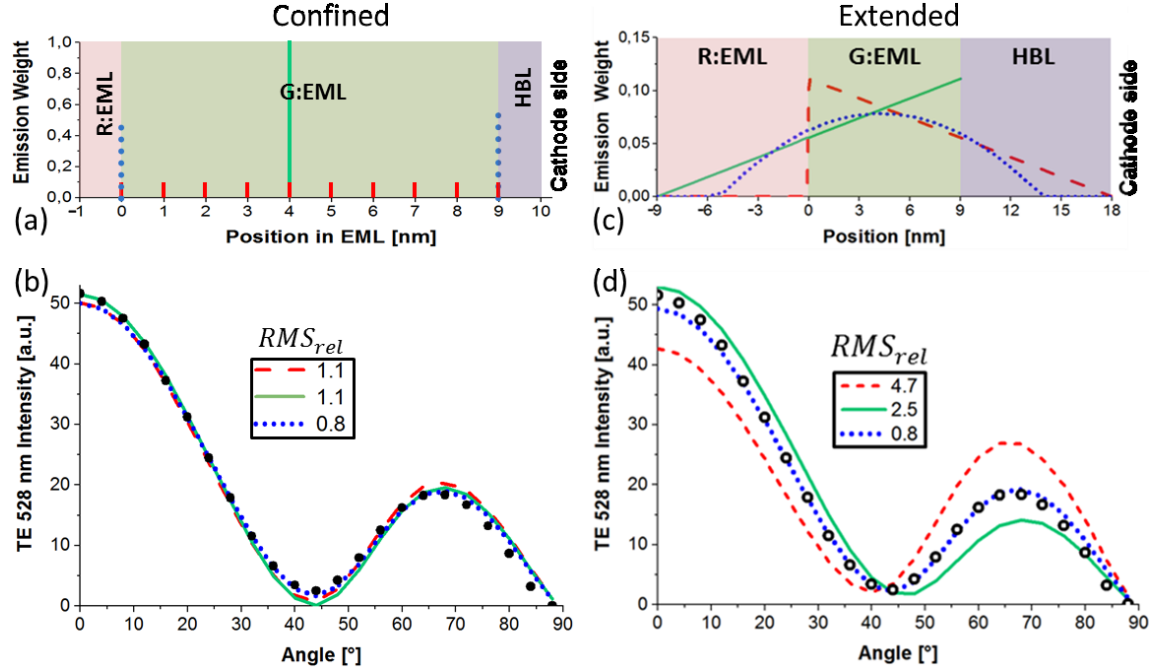 Confined
Extended
1,0
0,8
0,6
0,4
0,2
0,0
Emission Weight
R:EML
G:EML
HBL
Cathode side
−1 0 1 2 3 4 5 6 7 8 9 10
(a)
Position in EML [nm]
(c)
0,15
0,10
0,05
0,00
Emission Weight
R:EML
G:EML
HBL
Cathode side
-9 -6 -3 0 3 6 9 12 15 18
Position [nm]
(b)
50
40
30
20
10
0
TE 528 nm Intensity [a.u.]
RMSrel
1.1
1.1
0.8
0 10 20 30 40 50 60 70 80 90
Angle [°]
(d)
50
40
30
20
10
0
TE 528 nm Intensity [a.u.]
RMSrel
4.7
2.5
0.8
0 10 20 30 40 50 60 70 80 90
Angle [°]